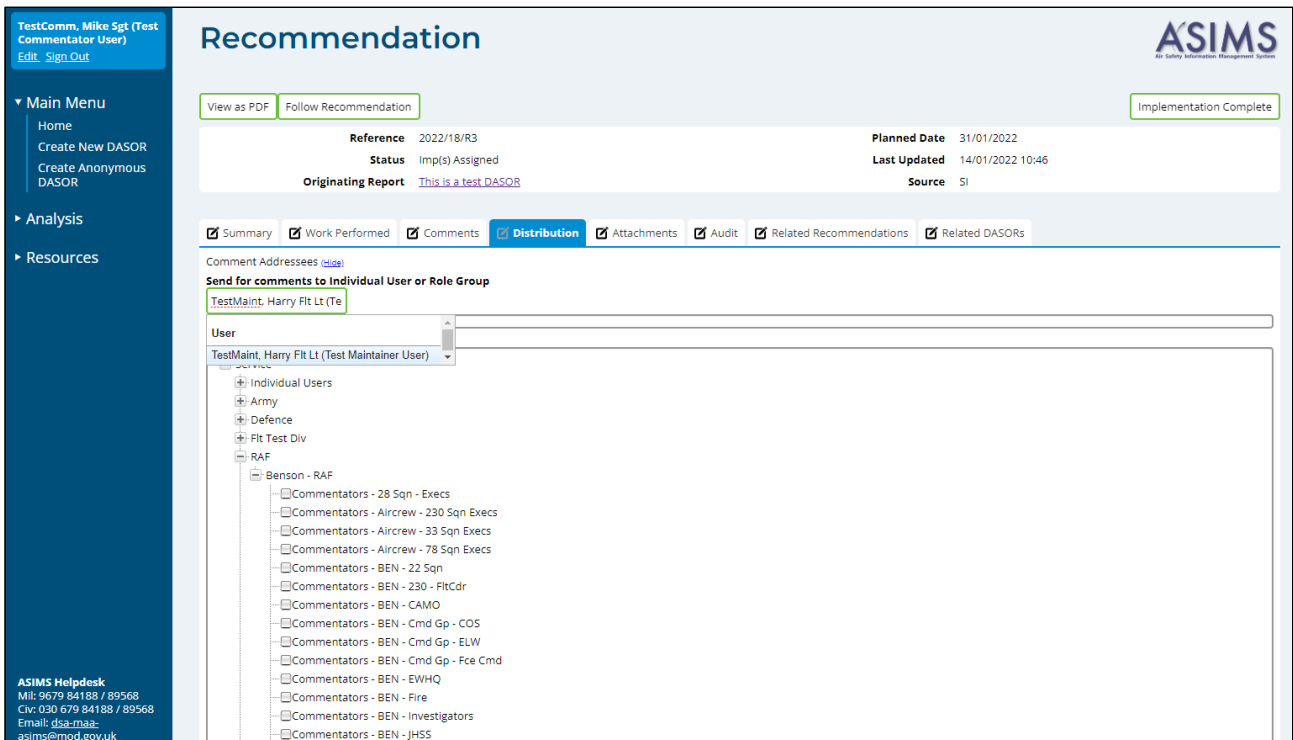 TestComm, Mike Sgt (Test
Commentator User)
Edit Sign Out
Main Menu
Home
Create New DASOR
Create Anonymous
DASOR
Analysis
Resources
ASIMS Helpdesk
Mil: 9679 84188 / 89568
Civ: 030 679 84188 / 89568
Email: dsa-maa-
asims@mod.gov.uk
Recommendation
ASIMS
Air Safety Information Management System
View as PDF Follow Recommendation Implementation Complete
Reference 2022/18/R3 Planned Date 31/01/2022
Status Imp(s) Assigned Last Updated 14/01/2022 10:46
Originating Report This is a test DASOR Source SI
Summary Work Performed Comments Distribution Attachments Audit Related Recommendations Related DASORs
Comment Addressees (Hide)
Send for comments to Individual User or Role Group
TestMaint, Harry Flt Lt (Te
User
TestMaint, Harry Flt Lt (Test Maintainer User)
Service
Individual Users
Army
Defence
Flt Test Div
RAF
Benson - RAF
Commentators - 28 Sqn - Execs
Commentators - Aircrew - 230 Sqn Execs
Commentators - Aircrew - 33 Sqn Execs
Commentators - Aircrew - 78 Sqn Execs
Commentators - BEN - 22 Sqn
Commentators - BEN - 230 - FltCdr
Commentators - BEN - CAMO
Commentators - BEN - Cmd Gp - COS
Commentators - BEN - Cmd Gp - ELW
Commentators - BEN - Cmd Gp - Fce Cmd
Commentators - BEN - EWHQ
Commentators - BEN - Fire
Commentators - BEN - Investigators
Commentators - BEN - JHSS